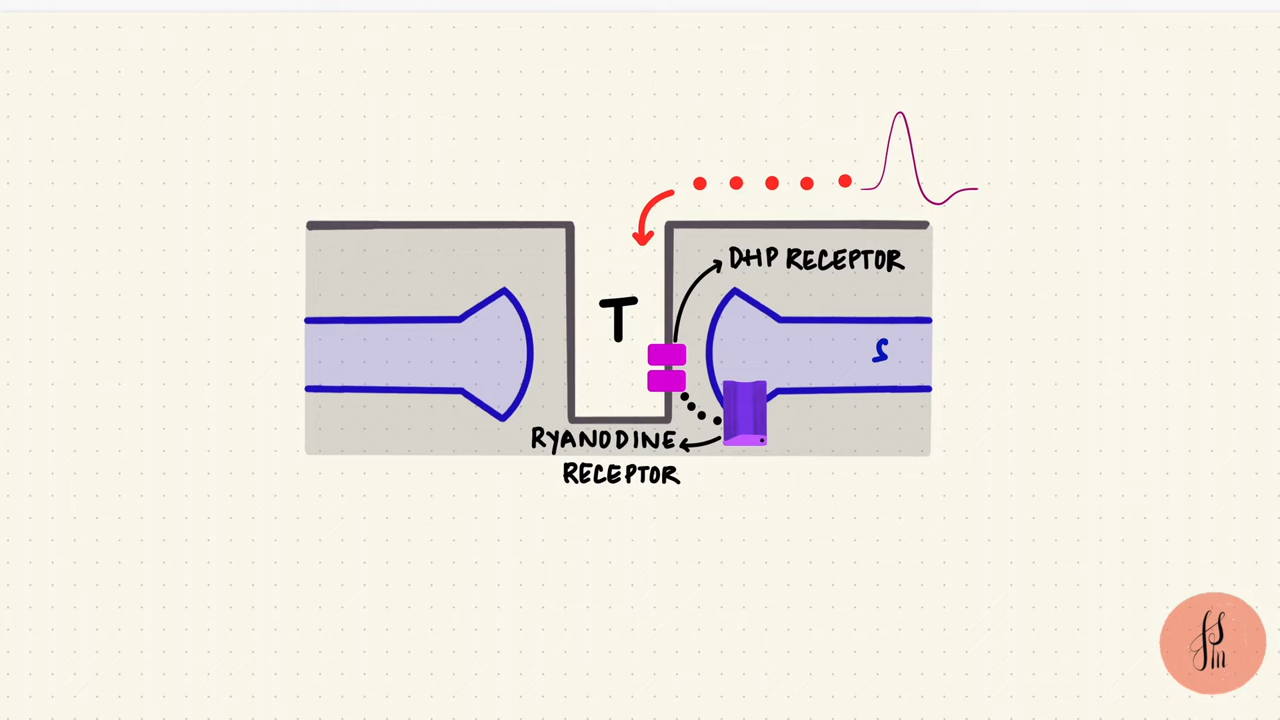 DHP RECEPTOR
T
S
RYANODINE
RECEPTOR